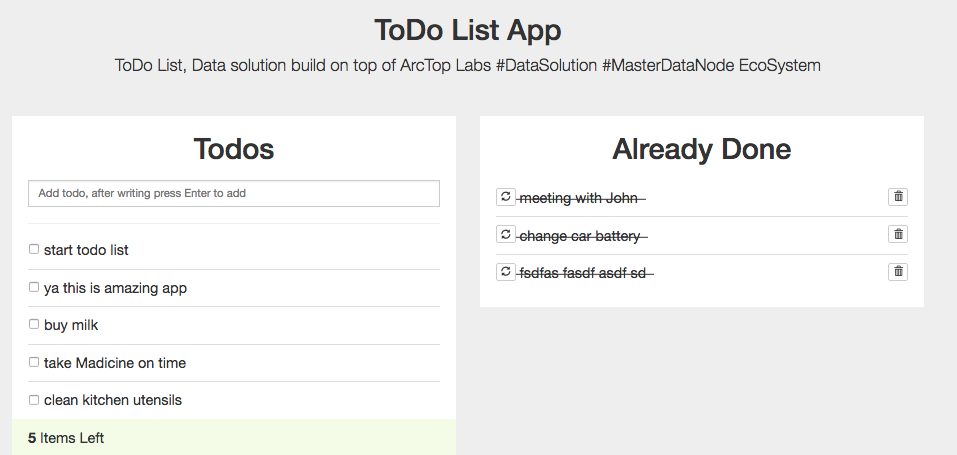 ToDo List App
ToDo List, Data solution build on top of ArcTop Labs #DataSolution #MasterDataNode EcoSystem
Todos
Add todo, after writing press Enter to add
start todo list
ya this is amazing app
buy milk
take Madicine on time
clean kitchen utensils
5 Items Left
Already Done
meeting with John
change car battery
fsdfas fasdf asdf sd